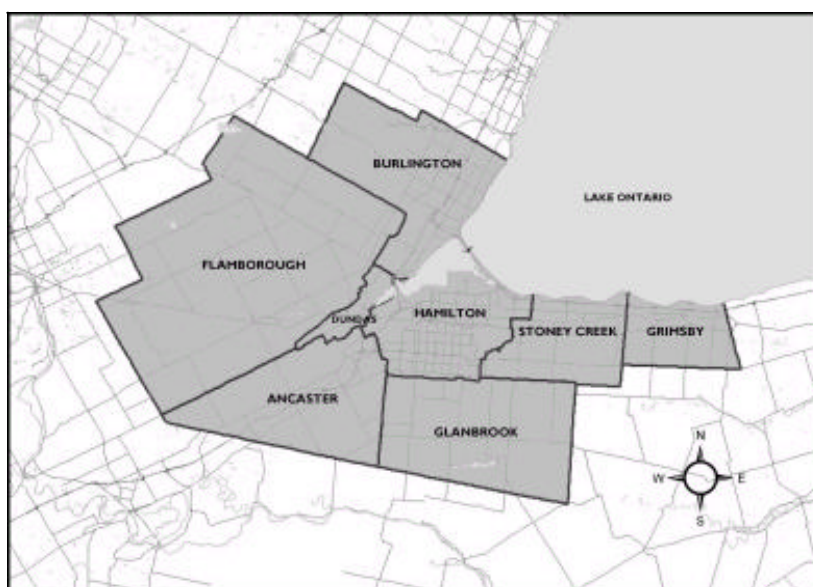 BURLINGTON
LAKE ONTARIO
FLAMBOROUGH
DUNDAS
HAMILTON
STONEY CREEK
GRIMSBY
ANCASTER
GLANBROOK
N
W
E
S